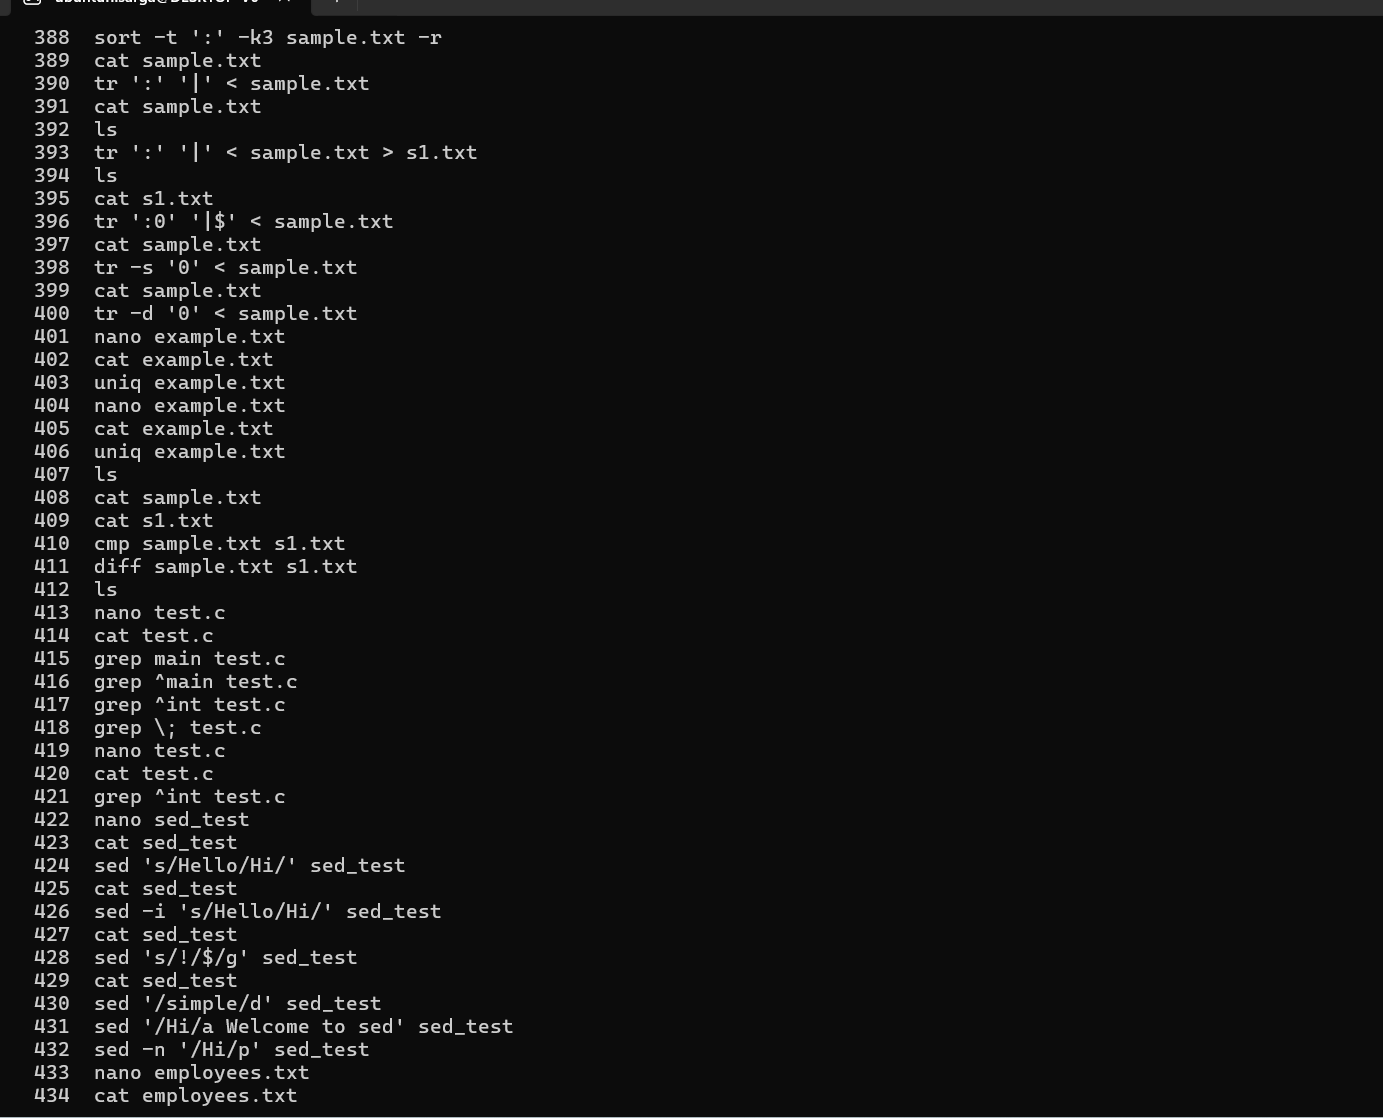 388 sort -t ':' -k3 sample.txt -r
389 cat sample.txt
390 tr ':' '|' < sample.txt
391 cat sample.txt
392 ls
393 tr ':' '|' < sample.txt > s1.txt
394 ls
395 cat s1.txt
396 tr ':0' '|$' < sample.txt
397 cat sample.txt
398 tr -s '0' < sample.txt
399 cat sample.txt
400 tr -d '0' < sample.txt
401 nano example.txt
402 cat example.txt
403 uniq example.txt
404 nano example.txt
405 cat example.txt
406 uniq example.txt
407 ls
408 cat sample.txt
409 cat s1.txt
410 cmp sample.txt s1.txt
411 diff sample.txt s1.txt
412 ls
413 nano test.c
414 cat test.c
415 grep main test.c
416 grep ^main test.c
417 grep ^int test.c
418 grep \; test.c
419 nano test.c
420 cat test.c
421 grep ^int test.c
422 nano sed_test
423 cat sed_test
424 sed 's/Hello/Hi/' sed_test
425 cat sed_test
426 sed -i 's/Hello/Hi/' sed_test
427 cat sed_test
428 sed 's/!/$/g' sed_test
429 cat sed_test
430 sed '/simple/d' sed_test
431 sed '/Hi/a Welcome to sed' sed_test
432 sed -n '/Hi/p' sed_test
433 nano employees.txt
434 cat employees.txt